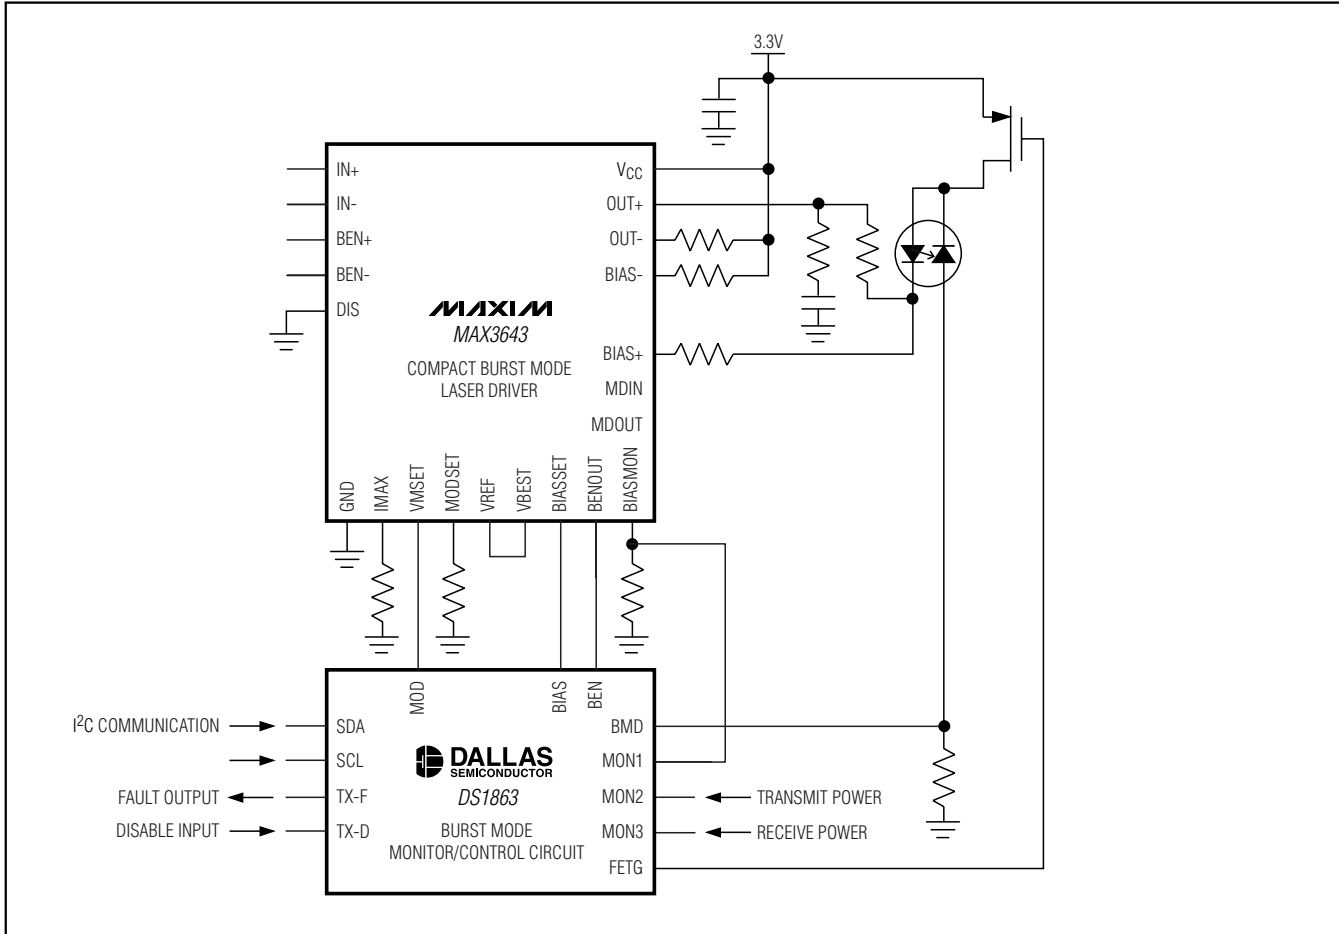 3.3V
IN+
IN-
BEN+
BEN-
DIS
VCC
OUT+
OUT-
BIAS-
BIAS+
MDIN
MDOUT
MAXIM
MAX3643
COMPACT BURST MODE
LASER DRIVER
GND
IMAX
VMSET
MODSET
VREF
VBEST
BIASSET
BENOUT
BIASMON
MOD
BIAS
BEN
I²C COMMUNICATION
SDA
SCL
FAULT OUTPUT
TX-F
DISABLE INPUT
TX-D
DALLAS
SEMICONDUCTOR
DS1863
BURST MODE
MONITOR/CONTROL CIRCUIT
BMD
MON1
MON2
TRANSMIT POWER
MON3
RECEIVE POWER
FETG